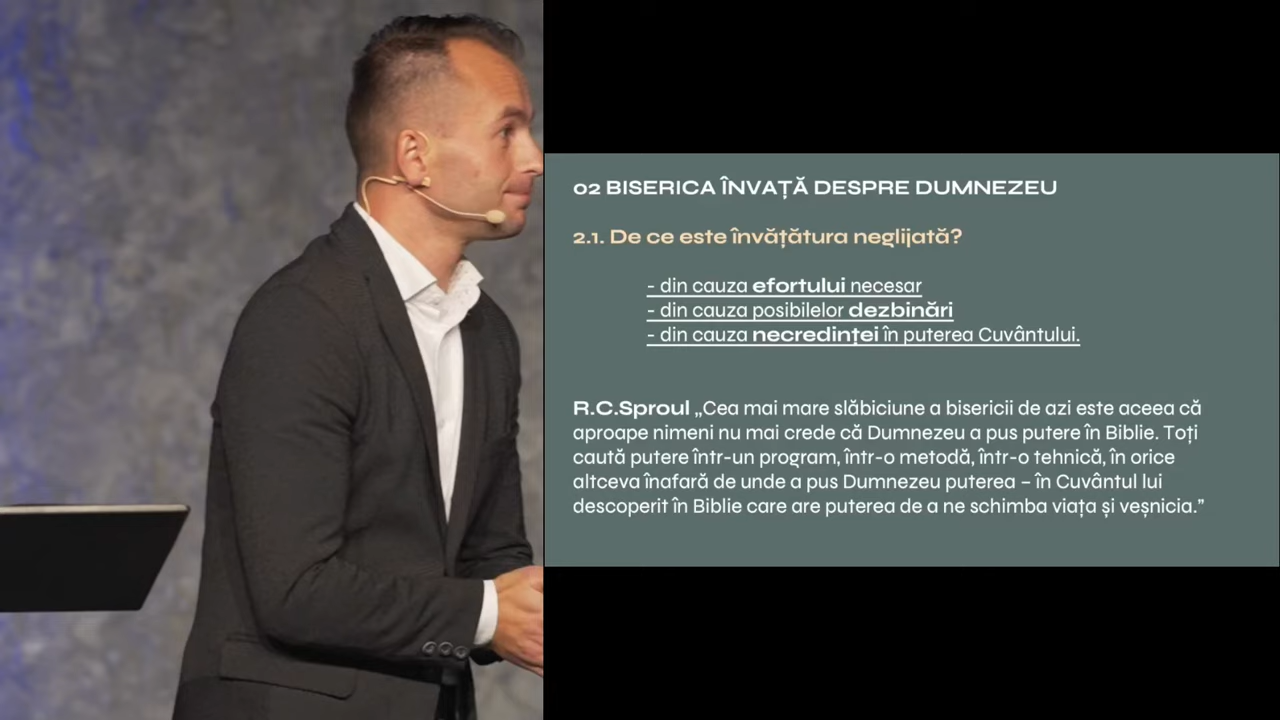 02 BISERICA ÎNVAȚĂ DESPRE DUMNEZEU
2.1. De ce este învățătura neglijată?
- din cauza efortului necesar
- din cauza posibilelor dezbinări
- din cauza necredinței în puterea Cuvântului.
R.C.Sproul „Cea mai mare slăbiciune a bisericii de azi este aceea că
aproape nimeni nu mai crede că Dumnezeu a pus putere în Biblie. Toți
caută putere într-un program, într-o metodă, într-o tehnică, în orice
altceva înafară de unde a pus Dumnezeu puterea – în Cuvântul lui
descoperit în Biblie care are puterea de a ne schimba viața și veșnicia.”